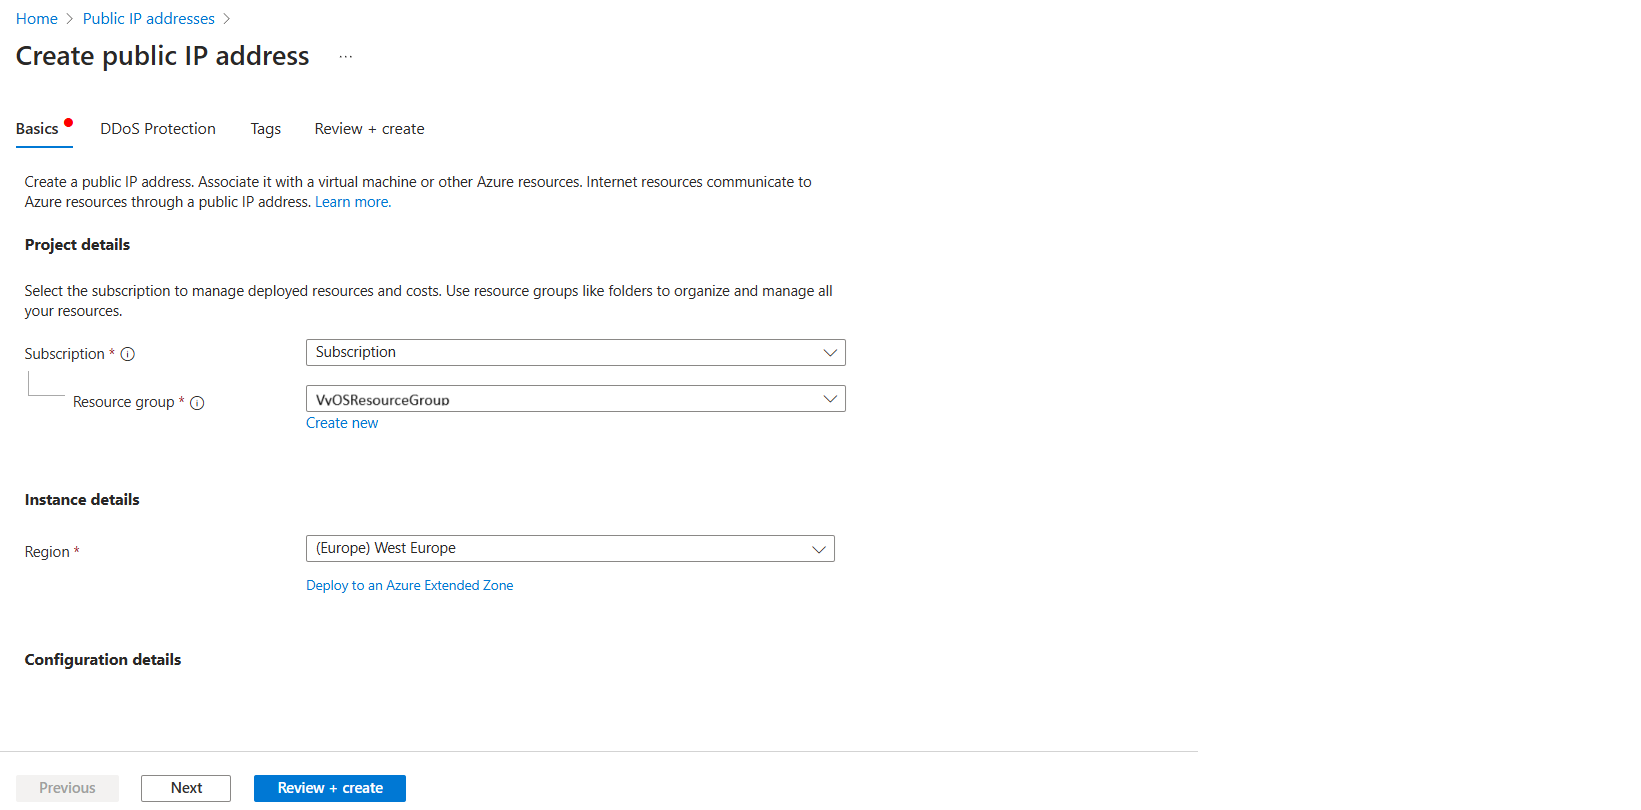 Home > Public IP addresses >
Create public IP address ...
Basics DDoS Protection Tags Review + create
Create a public IP address. Associate it with a virtual machine or other Azure resources. Internet resources communicate to
Azure resources through a public IP address. Learn more.
Project details
Select the subscription to manage deployed resources and costs. Use resource groups like folders to organize and manage all
your resources.
Subscription * Subscription
Resource group * VyOSResourceGroup
Create new
Instance details
Region * (Europe) West Europe
Deploy to an Azure Extended Zone
Configuration details
Previous Next Review + create